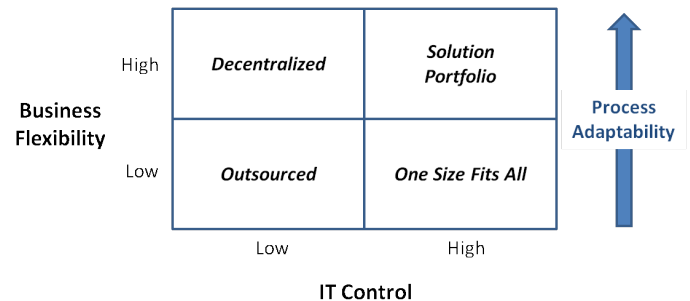 High
Decentralized
Solution
Portfolio
Business
Flexibility
Process
Adaptability
Low
Outsourced
One Size Fits All
Low
High
IT Control